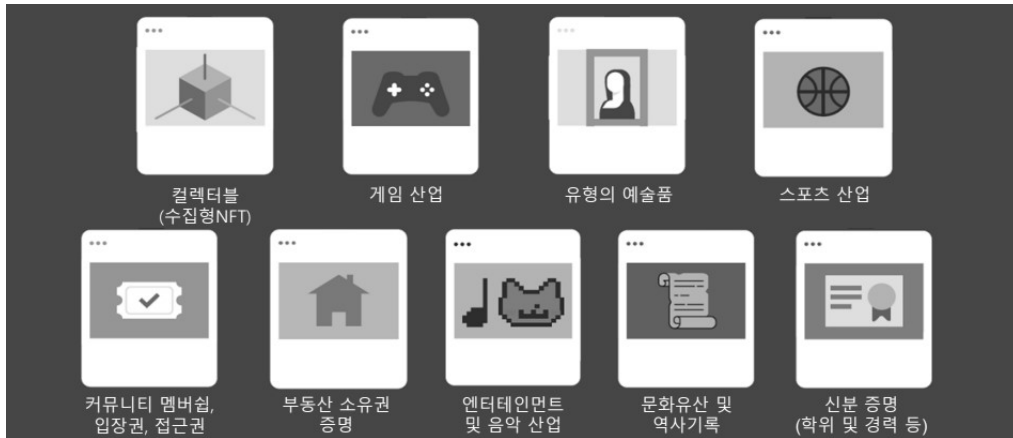 컬렉터블
(수집형NFT)
게임 산업
유형의 예술품
스포츠 산업
커뮤니티 멤버쉽,
입장권, 접근권
부동산 소유권
증명
엔터테인먼트
및 음악 산업
문화유산 및
역사기록
신분 증명
(학위 및 경력 등)